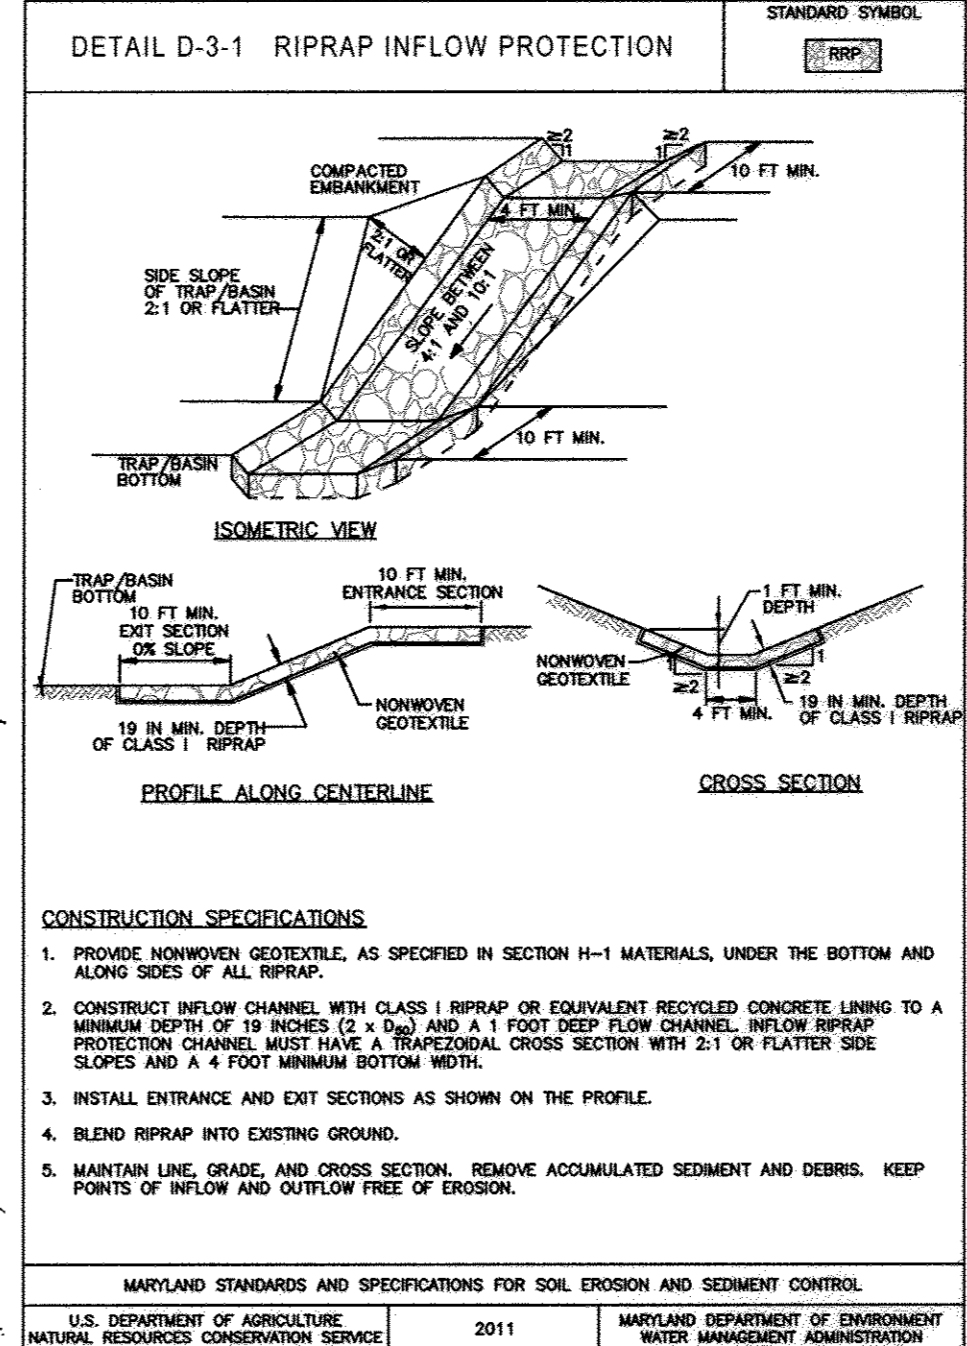 DETAIL D-3-1 RIPRAP INFLOW PROTECTION
STANDARD SYMBOL
RRP
≥2
1
≥2
1
COMPACTED
EMBANKMENT
10 FT MIN.
4 FT MIN.
2:1 OR
FLATTER
SIDE SLOPE
OF TRAP/BASIN
2:1 OR FLATTER
SLOPE BETWEEN
4:1 AND 10:1
10 FT MIN.
TRAP/BASIN
BOTTOM
ISOMETRIC VIEW
TRAP/BASIN
BOTTOM
10 FT MIN.
EXIT SECTION
0% SLOPE
10 FT MIN.
ENTRANCE SECTION
NONWOVEN
GEOTEXTILE
19 IN MIN. DEPTH
OF CLASS I RIPRAP
PROFILE ALONG CENTERLINE
1 FT MIN.
DEPTH
NONWOVEN
GEOTEXTILE
1
≥2
1
≥2
4 FT MIN.
19 IN MIN. DEPTH
OF CLASS I RIPRAP
CROSS SECTION
CONSTRUCTION SPECIFICATIONS
1. PROVIDE NONWOVEN GEOTEXTILE, AS SPECIFIED IN SECTION H-1 MATERIALS, UNDER THE BOTTOM AND
ALONG SIDES OF ALL RIPRAP.
2. CONSTRUCT INFLOW CHANNEL WITH CLASS I RIPRAP OR EQUIVALENT RECYCLED CONCRETE LINING TO A
MINIMUM DEPTH OF 19 INCHES (2 x D50) AND A 1 FOOT DEEP FLOW CHANNEL. INFLOW RIPRAP
PROTECTION CHANNEL MUST HAVE A TRAPEZOIDAL CROSS SECTION WITH 2:1 OR FLATTER SIDE
SLOPES AND A 4 FOOT MINIMUM BOTTOM WIDTH.
3. INSTALL ENTRANCE AND EXIT SECTIONS AS SHOWN ON THE PROFILE.
4. BLEND RIPRAP INTO EXISTING GROUND.
5. MAINTAIN LINE, GRADE, AND CROSS SECTION. REMOVE ACCUMULATED SEDIMENT AND DEBRIS. KEEP
POINTS OF INFLOW AND OUTFLOW FREE OF EROSION.
MARYLAND STANDARDS AND SPECIFICATIONS FOR SOIL EROSION AND SEDIMENT CONTROL
U.S. DEPARTMENT OF AGRICULTURE
NATURAL RESOURCES CONSERVATION SERVICE
2011
MARYLAND DEPARTMENT OF ENVIRONMENT
WATER MANAGEMENT ADMINISTRATION